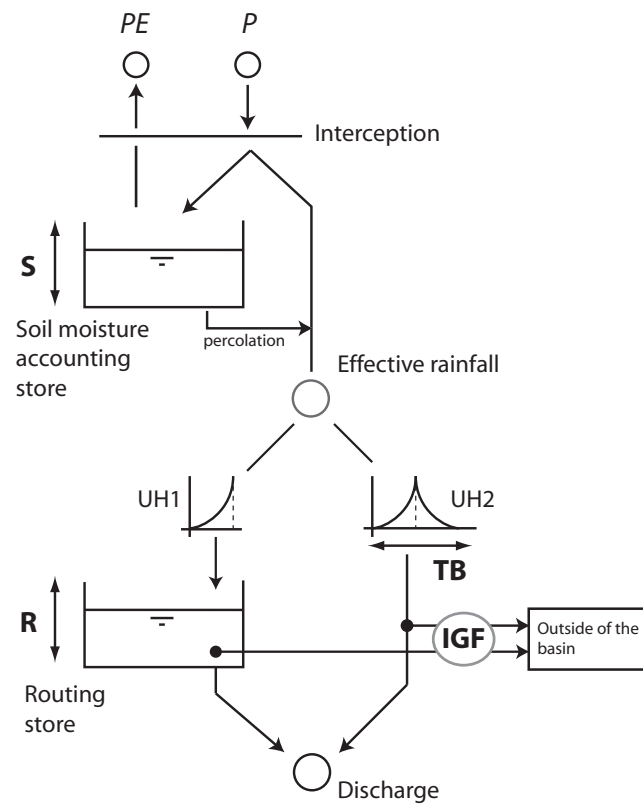 PE
P
Interception
S
Soil moisture
accounting
store
percolation
Effective rainfall
UH1
UH2
TB
R
IGF
Outside of the
basin
Routing
store
Discharge